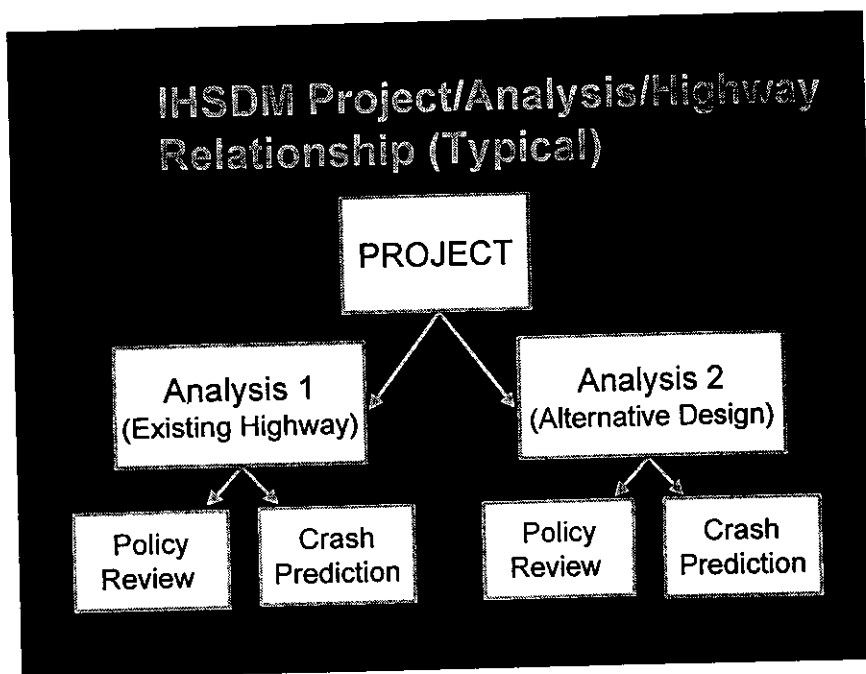 IHSDM Project/Analysis/Highway
Relationship (Typical)
PROJECT
Analysis 1
(Existing Highway)
Analysis 2
(Alternative Design)
Policy
Review
Crash
Prediction
Policy
Review
Crash
Prediction